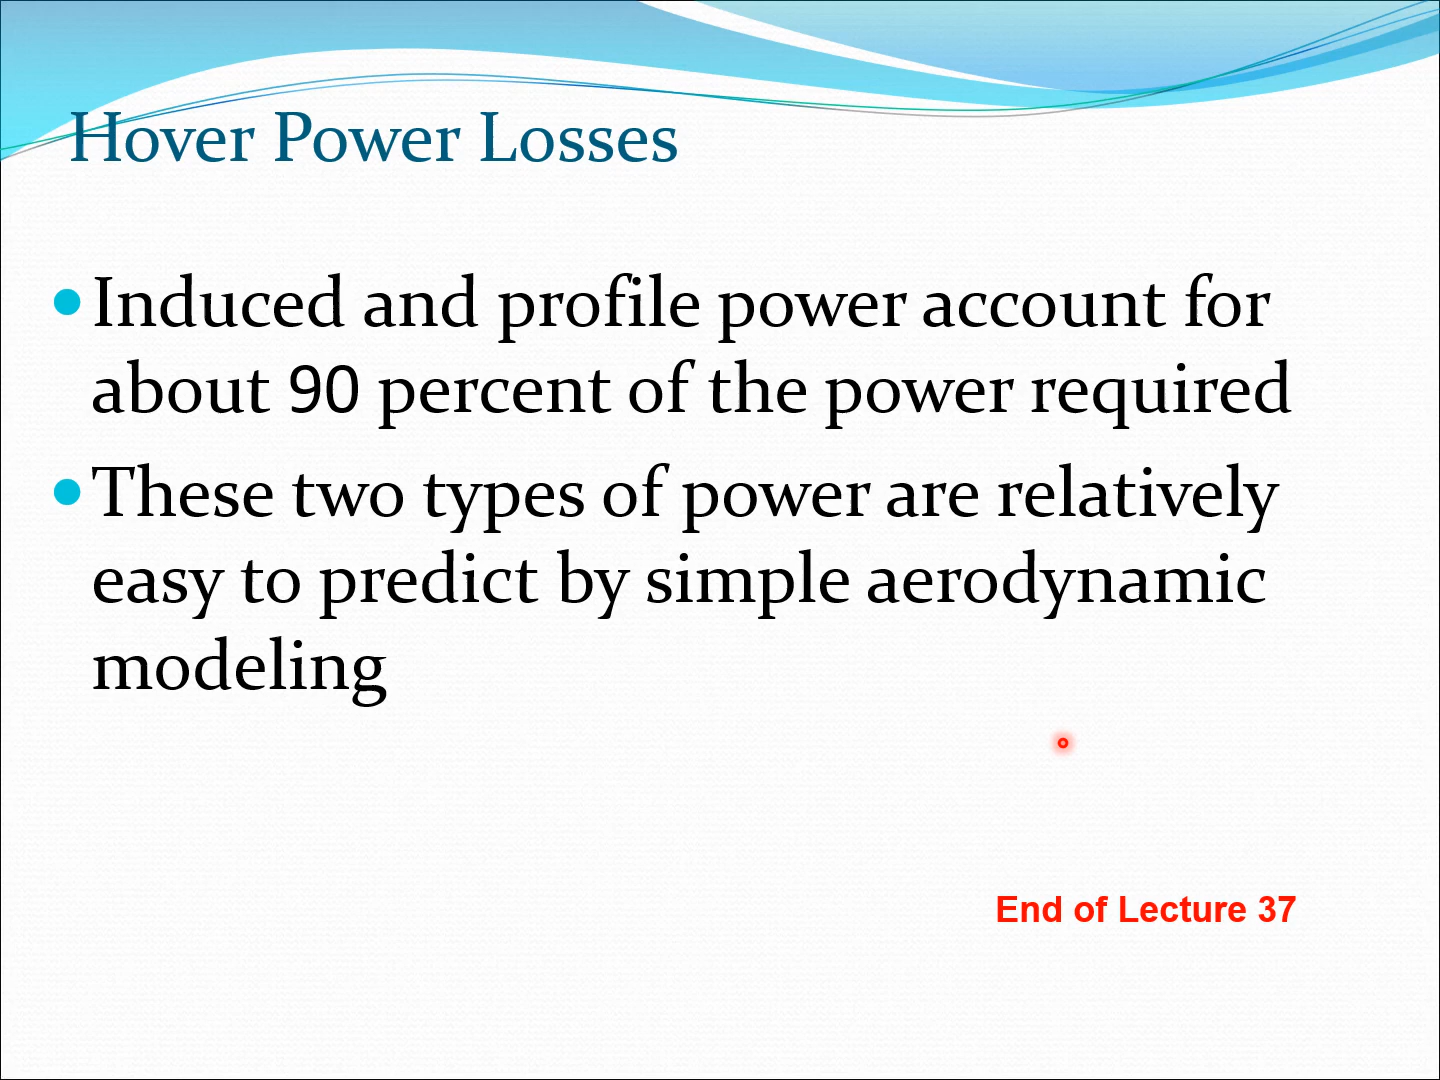 Hover Power Losses
• Induced and profile power account for
about 90 percent of the power required
• These two types of power are relatively
easy to predict by simple aerodynamic
modeling
End of Lecture 37